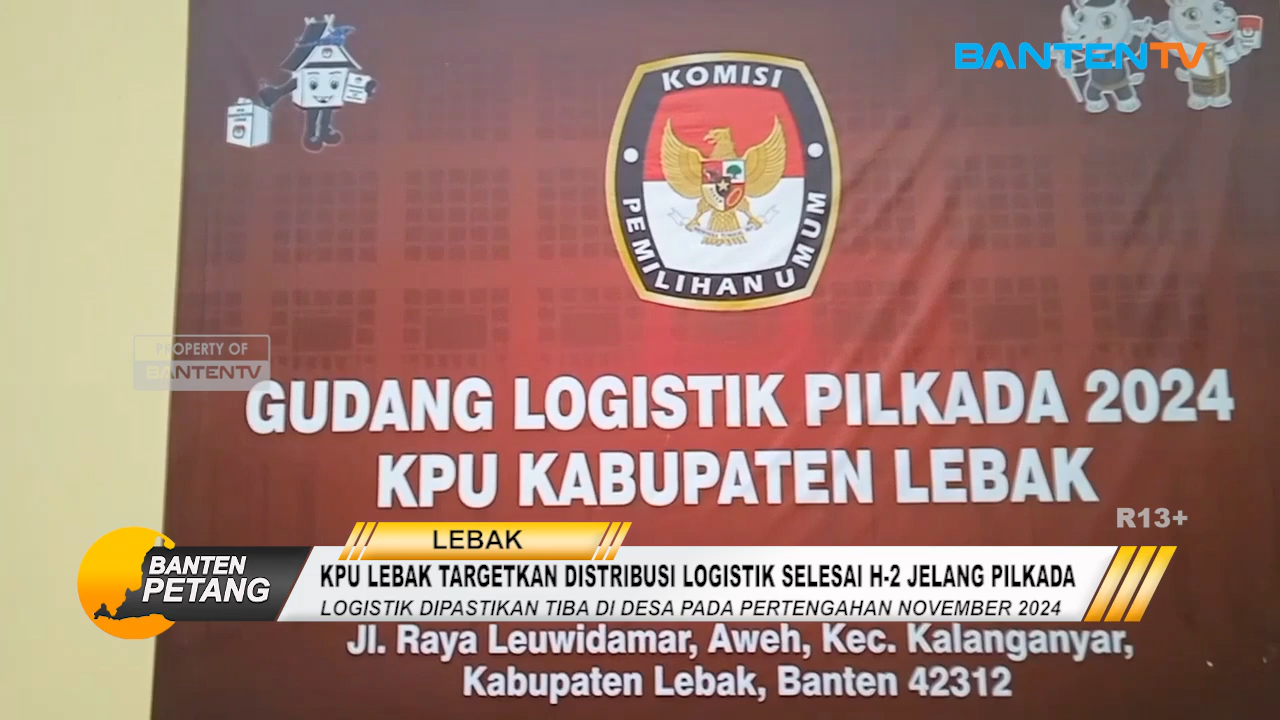 BANTENTV
KOMISI
PEMILIHAN UMUM
PROPERTY OF
BANTENTV
GUDANG LOGISTIK PILKADA 2024
KPU KABUPATEN LEBAK
R13+
LEBAK
BANTEN
PETANG
KPU LEBAK TARGETKAN DISTRIBUSI LOGISTIK SELESAI H-2 JELANG PILKADA
LOGISTIK DIPASTIKAN TIBA DI DESA PADA PERTENGAHAN NOVEMBER 2024
Jl. Raya Leuwidamar, Aweh, Kec. Kalanganyar,
Kabupaten Lebak, Banten 42312